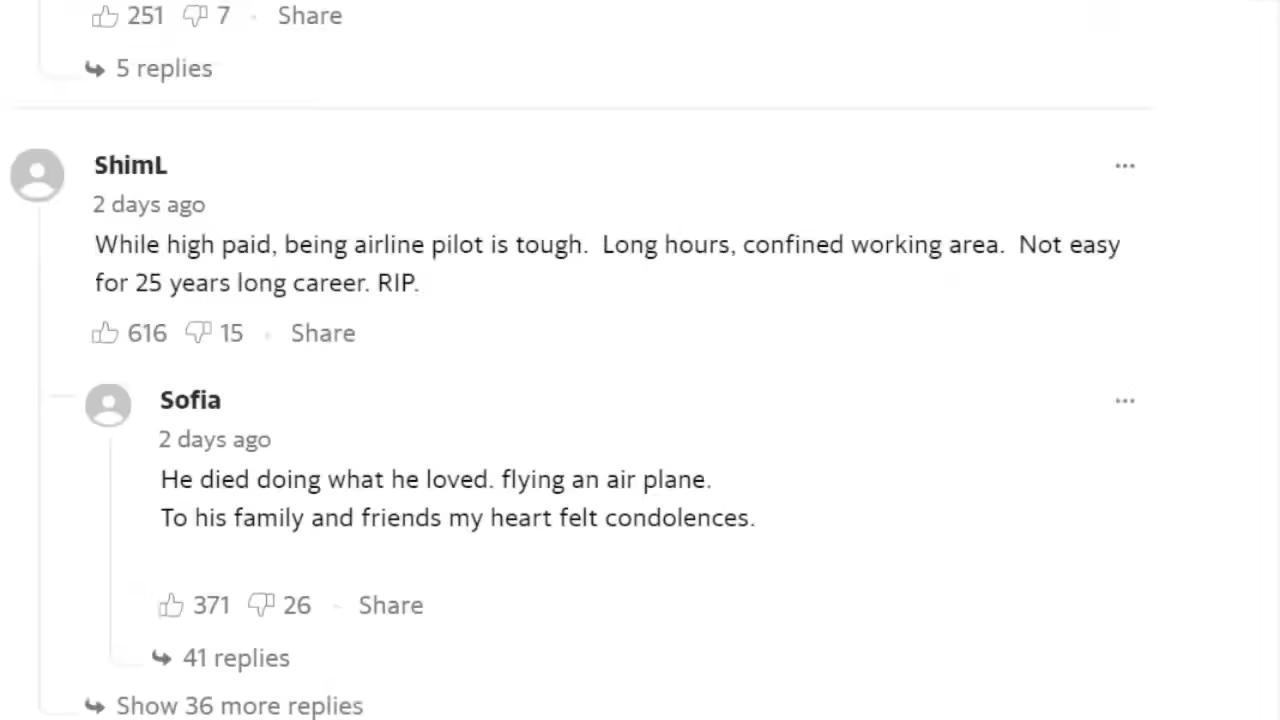 251 7 · Share
5 replies
ShimL
2 days ago
While high paid, being airline pilot is tough.  Long hours, confined working area.  Not easy
for 25 years long career. RIP.
616 15 · Share
Sofia
2 days ago
He died doing what he loved. flying an air plane.
To his family and friends my heart felt condolences.
371 26 · Share
41 replies
Show 36 more replies